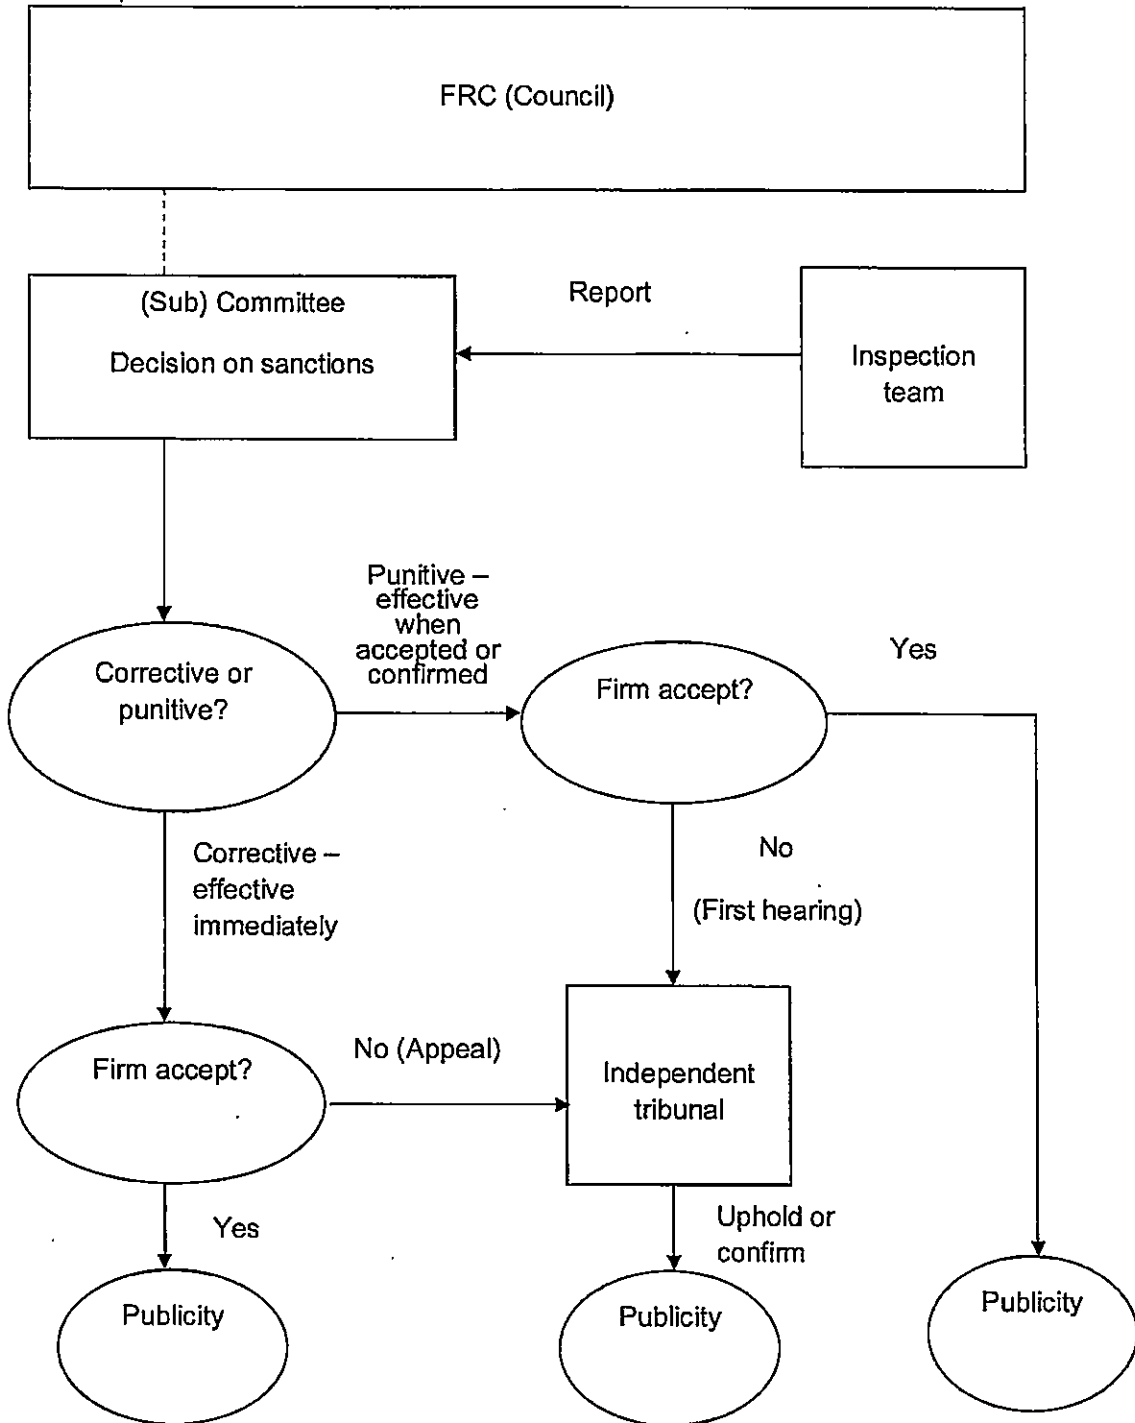 FRC (Council)
(Sub) Committee
Decision on sanctions
Report
Inspection
team
Corrective or
punitive?
Punitive –
effective
when
accepted or
confirmed
Firm accept?
Yes
Corrective –
effective
immediately
No
(First hearing)
Firm accept?
No (Appeal)
Independent
tribunal
Yes
Uphold or
confirm
Publicity
Publicity
Publicity